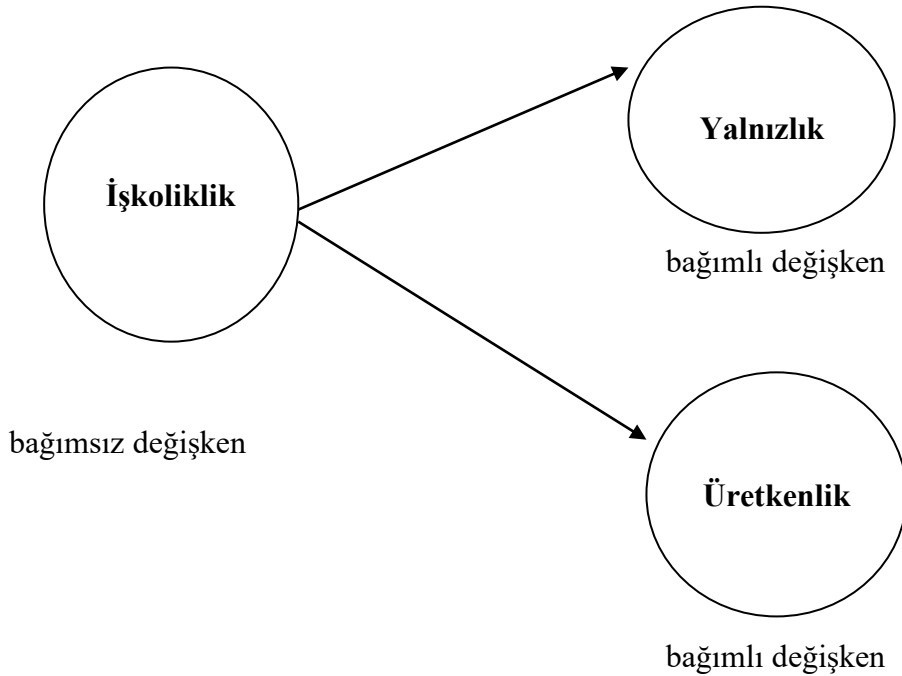 Yalnızlık
İşkoliklik
bağımlı değişken
bağımsız değişken
Üretkenlik
bağımlı değişken